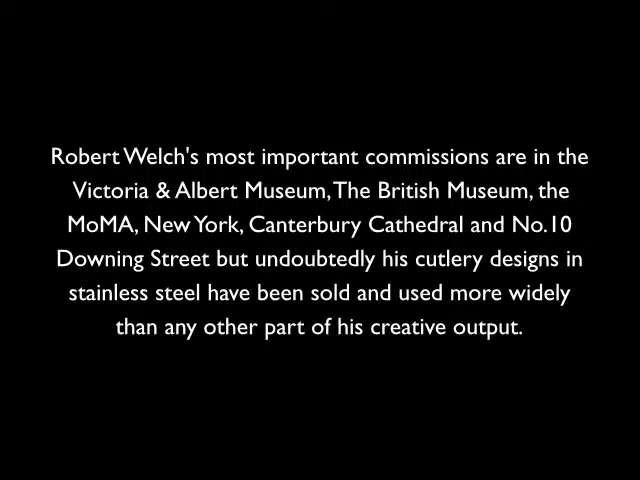 Robert Welch's most important commissions are in the
Victoria & Albert Museum, The British Museum, the
MoMA, New York, Canterbury Cathedral and No.10
Downing Street but undoubtedly his cutlery designs in
stainless steel have been sold and used more widely
than any other part of his creative output.